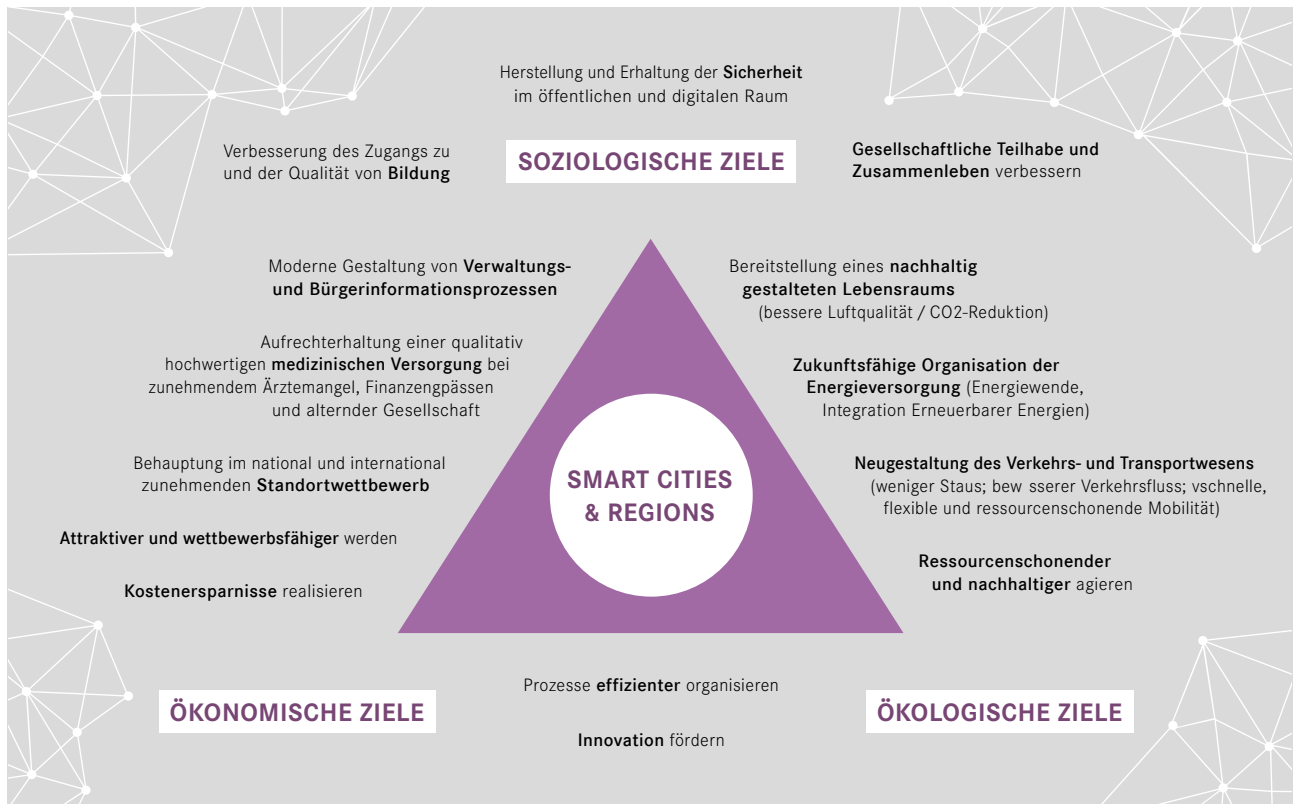 Herstellung und Erhaltung der Sicherheit
im öffentlichen und digitalen Raum
Verbesserung des Zugangs zu
und der Qualität von Bildung
SOZIOLOGISCHE ZIELE
Gesellschaftliche Teilhabe und
Zusammenleben verbessern
Moderne Gestaltung von Verwaltungs-
und Bürgerinformationsprozessen
Aufrechterhaltung einer qualitativ
hochwertigen medizinischen Versorgung bei
zunehmendem Ärztemangel, Finanzengpässen
und alternder Gesellschaft
Behauptung im national und international
zunehmenden Standortwettbewerb
Attraktiver und wettbewerbsfähiger werden
Kostenersparnisse realisieren
SMART CITIES
& REGIONS
Bereitstellung eines nachhaltig
gestalteten Lebensraums
(bessere Luftqualität / CO2-Reduktion)
Zukunftsfähige Organisation der
Energieversorgung (Energiewende,
Integration Erneuerbarer Energien)
Neugestaltung des Verkehrs- und Transportwesens
(weniger Staus; bew sserer Verkehrsfluss; vschnelle,
flexible und ressourcenschonende Mobilität)
Ressourcenschonender
und nachhaltiger agieren
ÖKONOMISCHE ZIELE
Prozesse effizienter organisieren
Innovation fördern
ÖKOLOGISCHE ZIELE